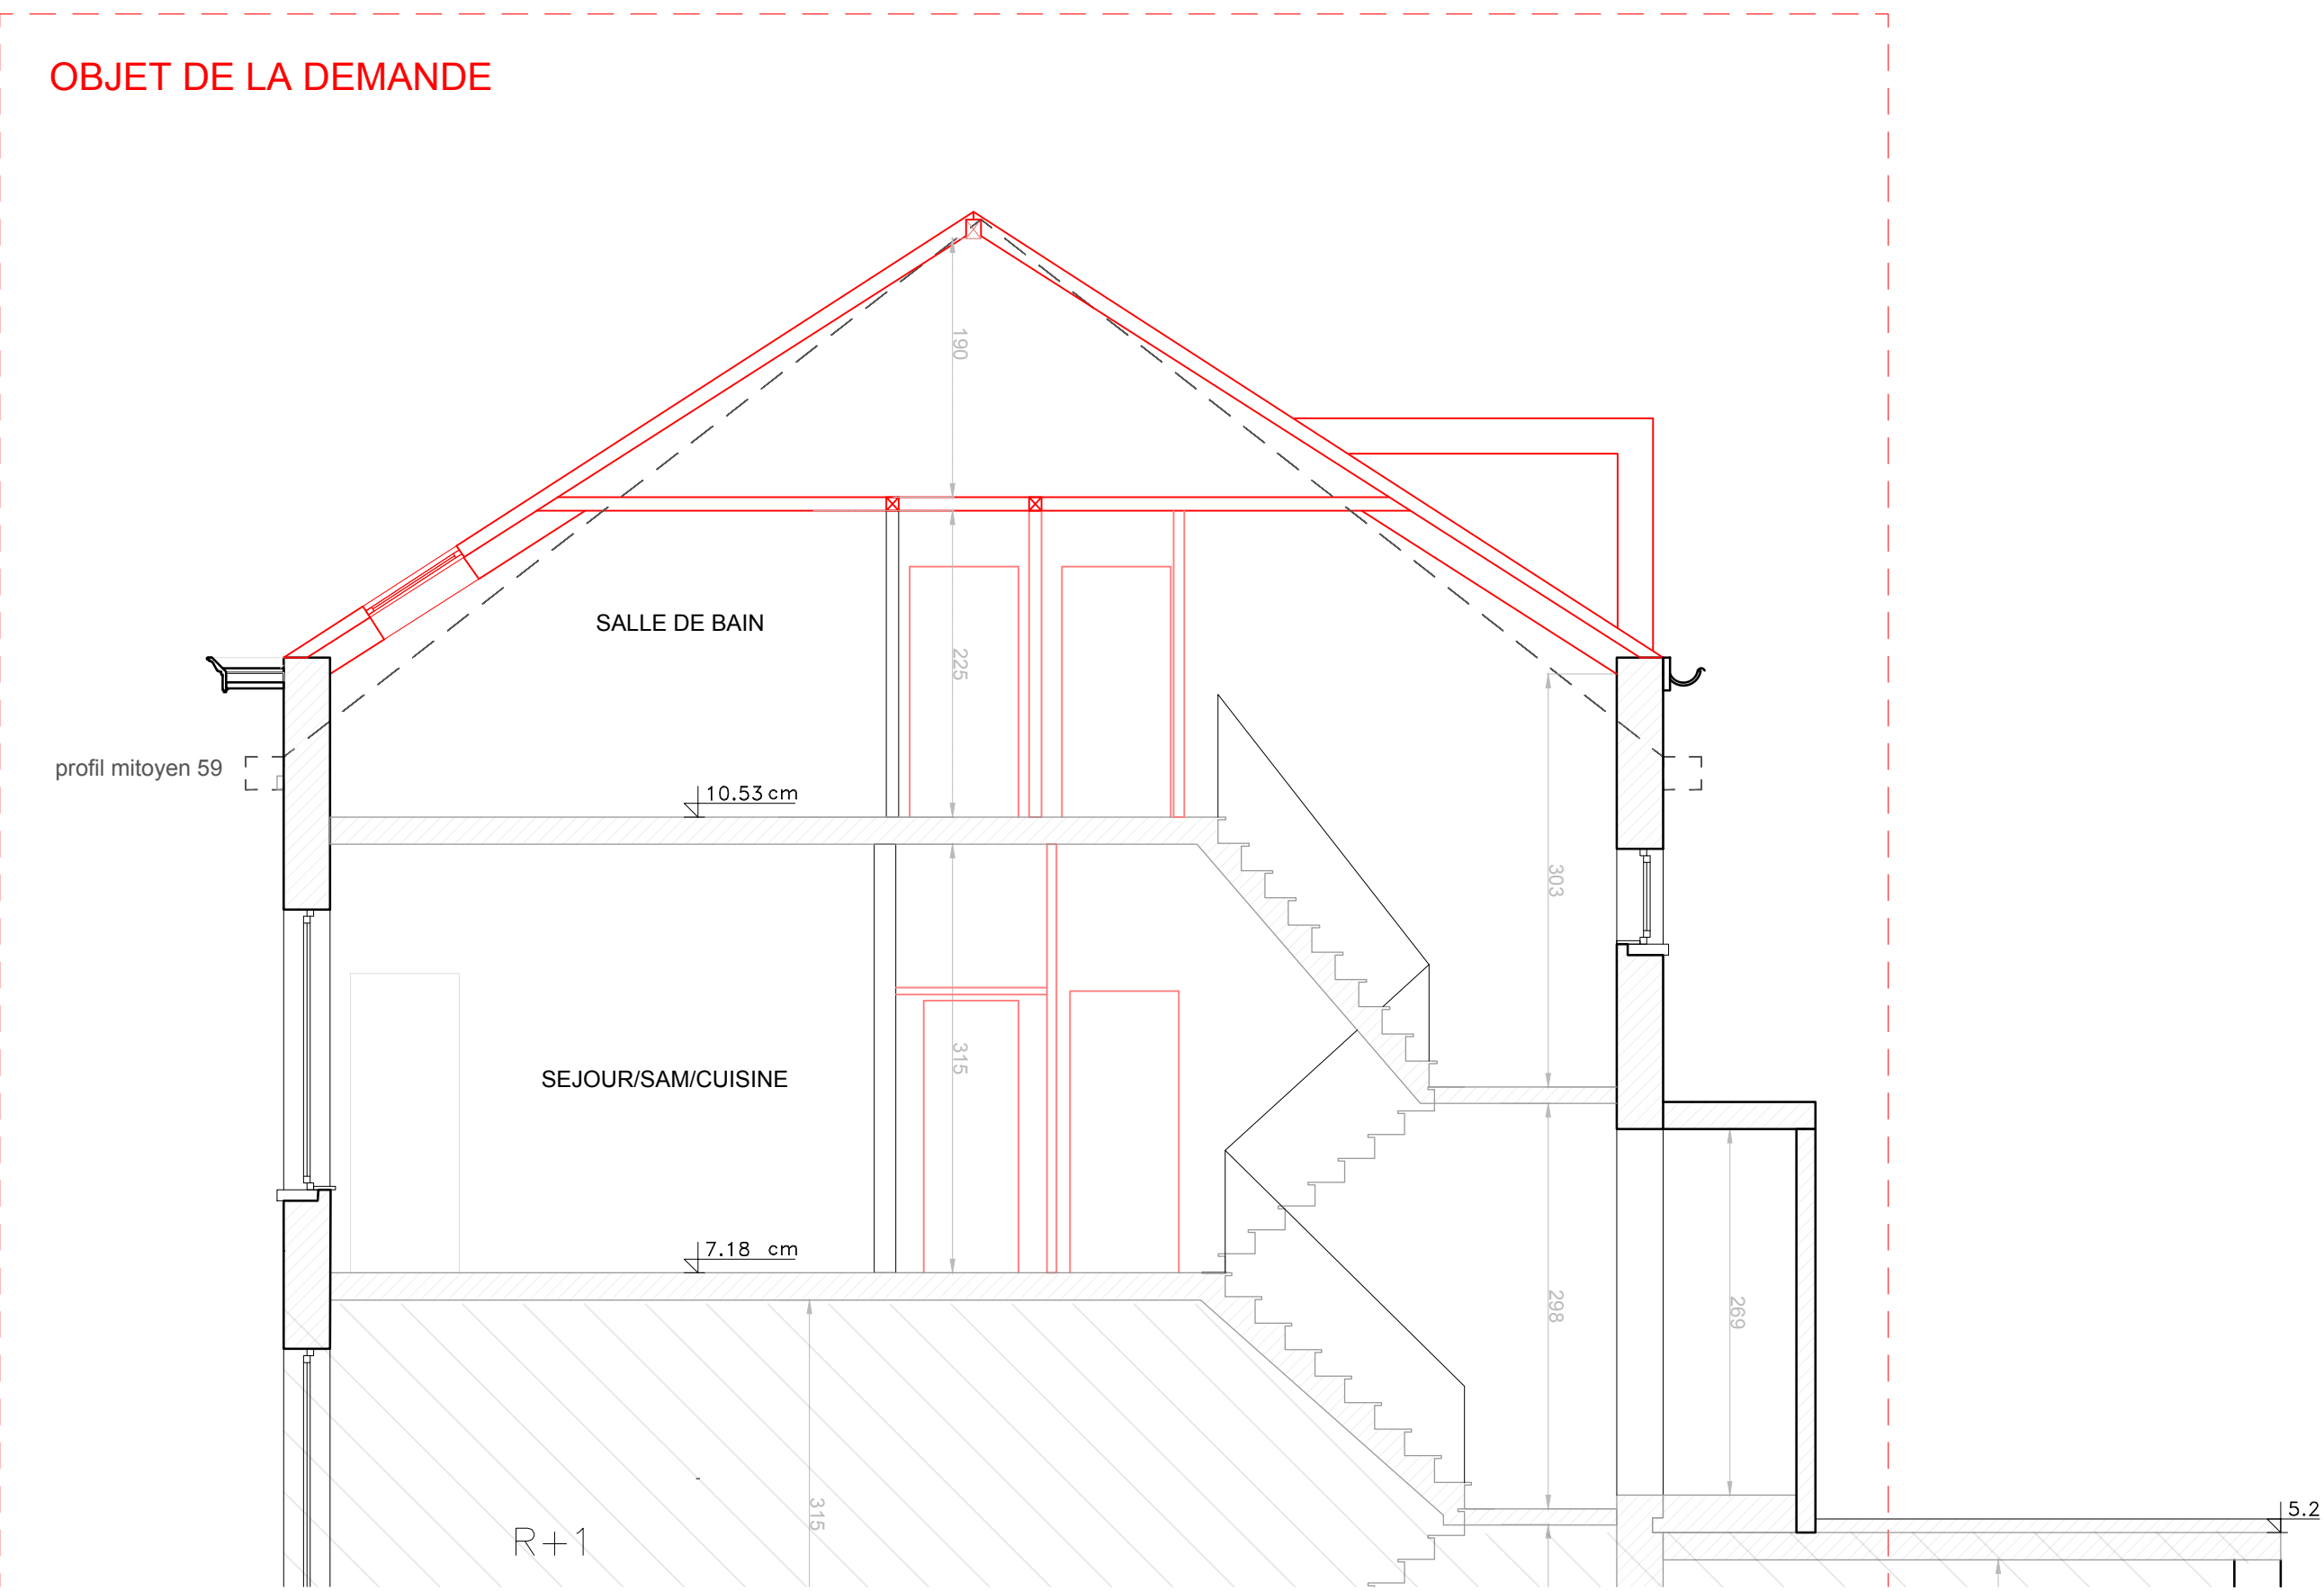 OBJET DE LA DEMANDE
190
SALLE DE BAIN
225
profil mitoyen 59
10.53 cm
303
315
SEJOUR/SAM/CUISINE
7.18 cm
298
269
315
R+1
5.2